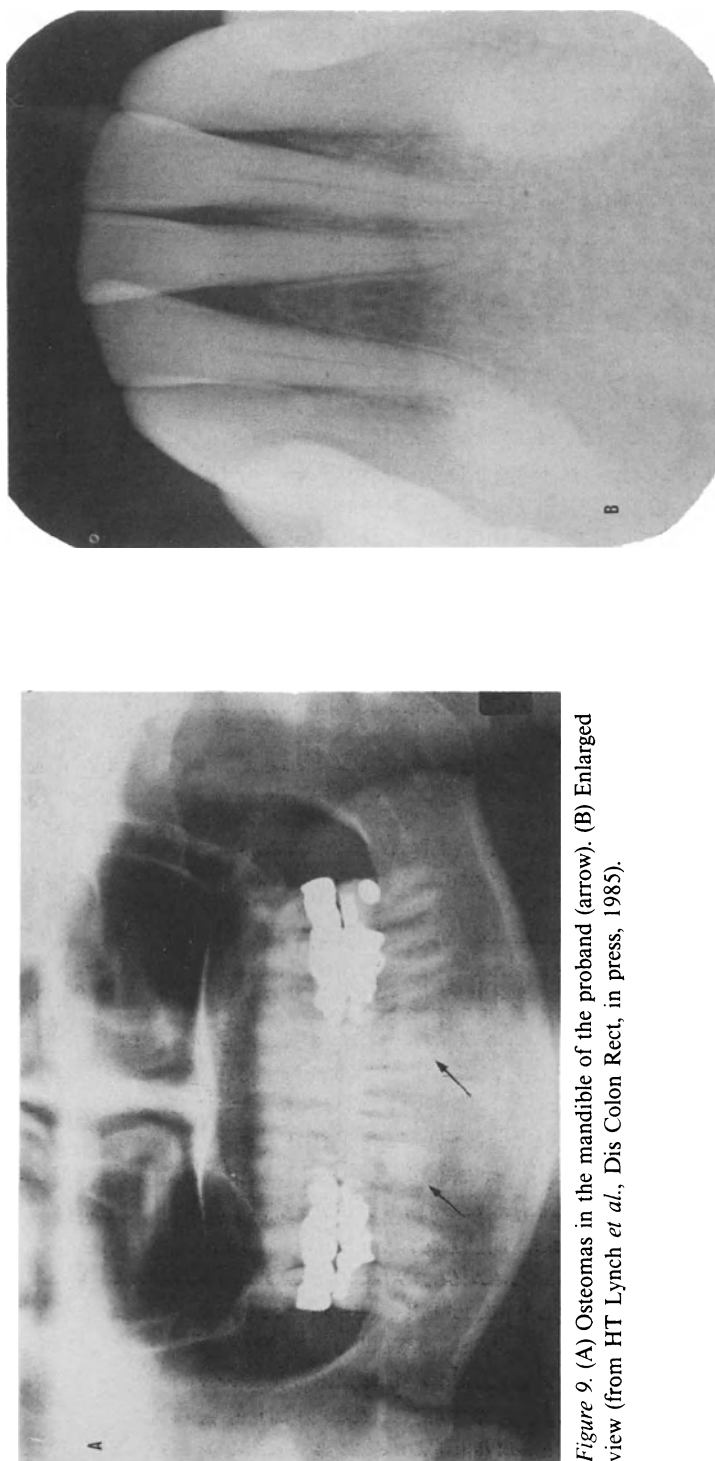 A
B
Figure 9. (A) Osteomas in the mandible of the proband (arrow). (B) Enlarged
view (from HT Lynch et al., Dis Colon Rect, in press, 1985).